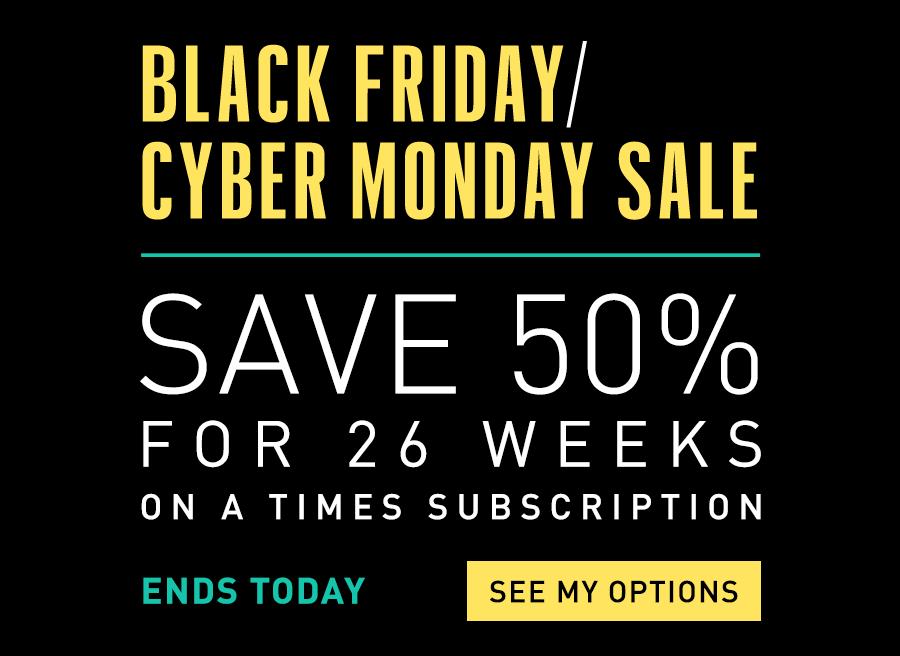 BLACK FRIDAY/
CYBER MONDAY SALE
SAVE 50%
FOR 26 WEEKS
ON A TIMES SUBSCRIPTION
ENDS TODAY
SEE MY OPTIONS